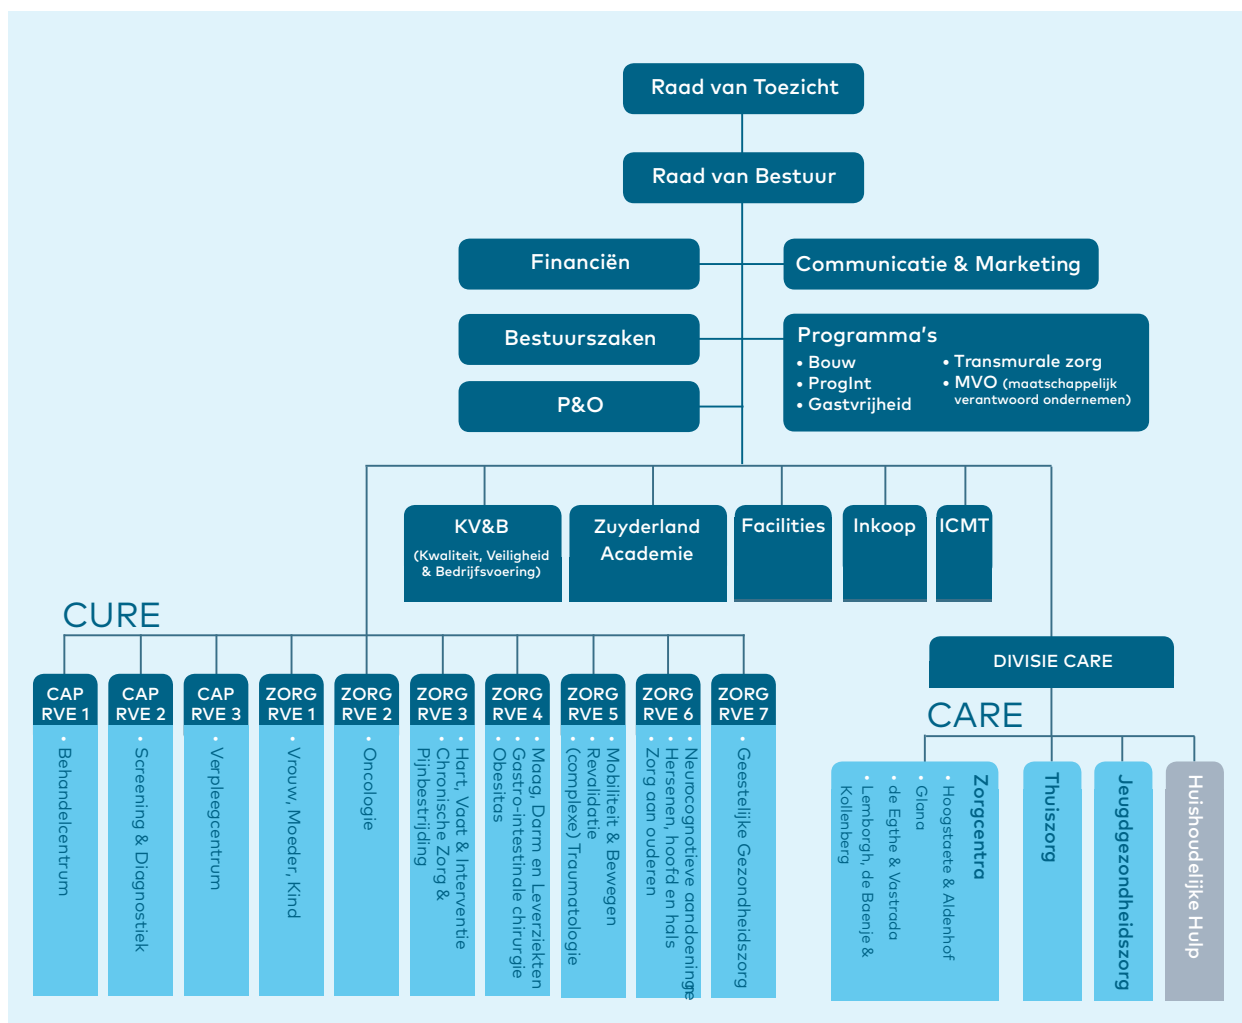 Raad van Toezicht
Raad van Bestuur
Financiën
Communicatie & Marketing
Bestuurszaken
Programma's
• Bouw
• ProgInt
• Gastvrijheid
• Transmurale zorg
• MVO (maatschappelijk
verantwoord ondernemen)
P&O
KV&B
(Kwaliteit, Veiligheid
& Bedrijfsvoering)
Zuyderland
Academie
Facilities
Inkoop
ICMT
CURE
CAP
RVE 1
• Behandelcentrum
CAP
RVE 2
• Screening & Diagnostiek
CAP
RVE 3
• Verpleegcentrum
ZORG
RVE 1
• Vrouw, Moeder, Kind
ZORG
RVE 2
• Oncologie
ZORG
RVE 3
• Hart, Vaat & Interventie
• Chronische Zorg &
Pijnbestrijding
ZORG
RVE 4
• Maag, Darm en Leverziekten
• Gastro-intestinale chirurgie
• Obesitas
ZORG
RVE 5
• Mobiliteit & Bewegen
• Revalidatie
• (complexe) Traumatologie
ZORG
RVE 6
• Neurocognotieve aandoeninge
• Hersenen, hoofd en hals
• Zorg aan ouderen
ZORG
RVE 7
• Geestelijke Gezondheidszorg
DIVISIE CARE
CARE
Zorgcentra
• Hoogstaete & Aldenhof
• Glana
• de Egthe & Vastrada
• Lemborgh, de Baenje &
Kollenberg
Thuiszorg
Jeugdgezondheidszorg
Huishoudelijke Hulp